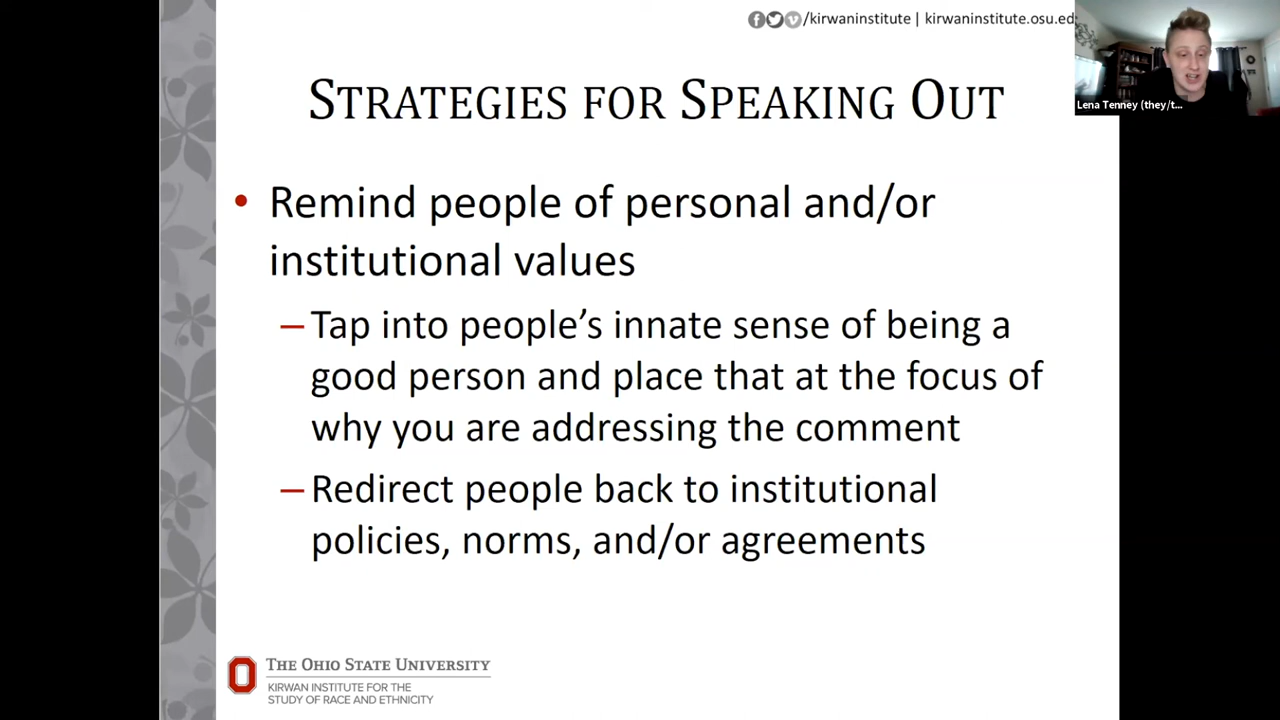 /kirwaninstitute | kirwaninstitute.osu.ed
Lena Tenney (they/t...
STRATEGIES FOR SPEAKING OUT
• Remind people of personal and/or
institutional values
– Tap into people’s innate sense of being a
good person and place that at the focus of
why you are addressing the comment
– Redirect people back to institutional
policies, norms, and/or agreements
THE OHIO STATE UNIVERSITY
KIRWAN INSTITUTE FOR THE
STUDY OF RACE AND ETHNICITY